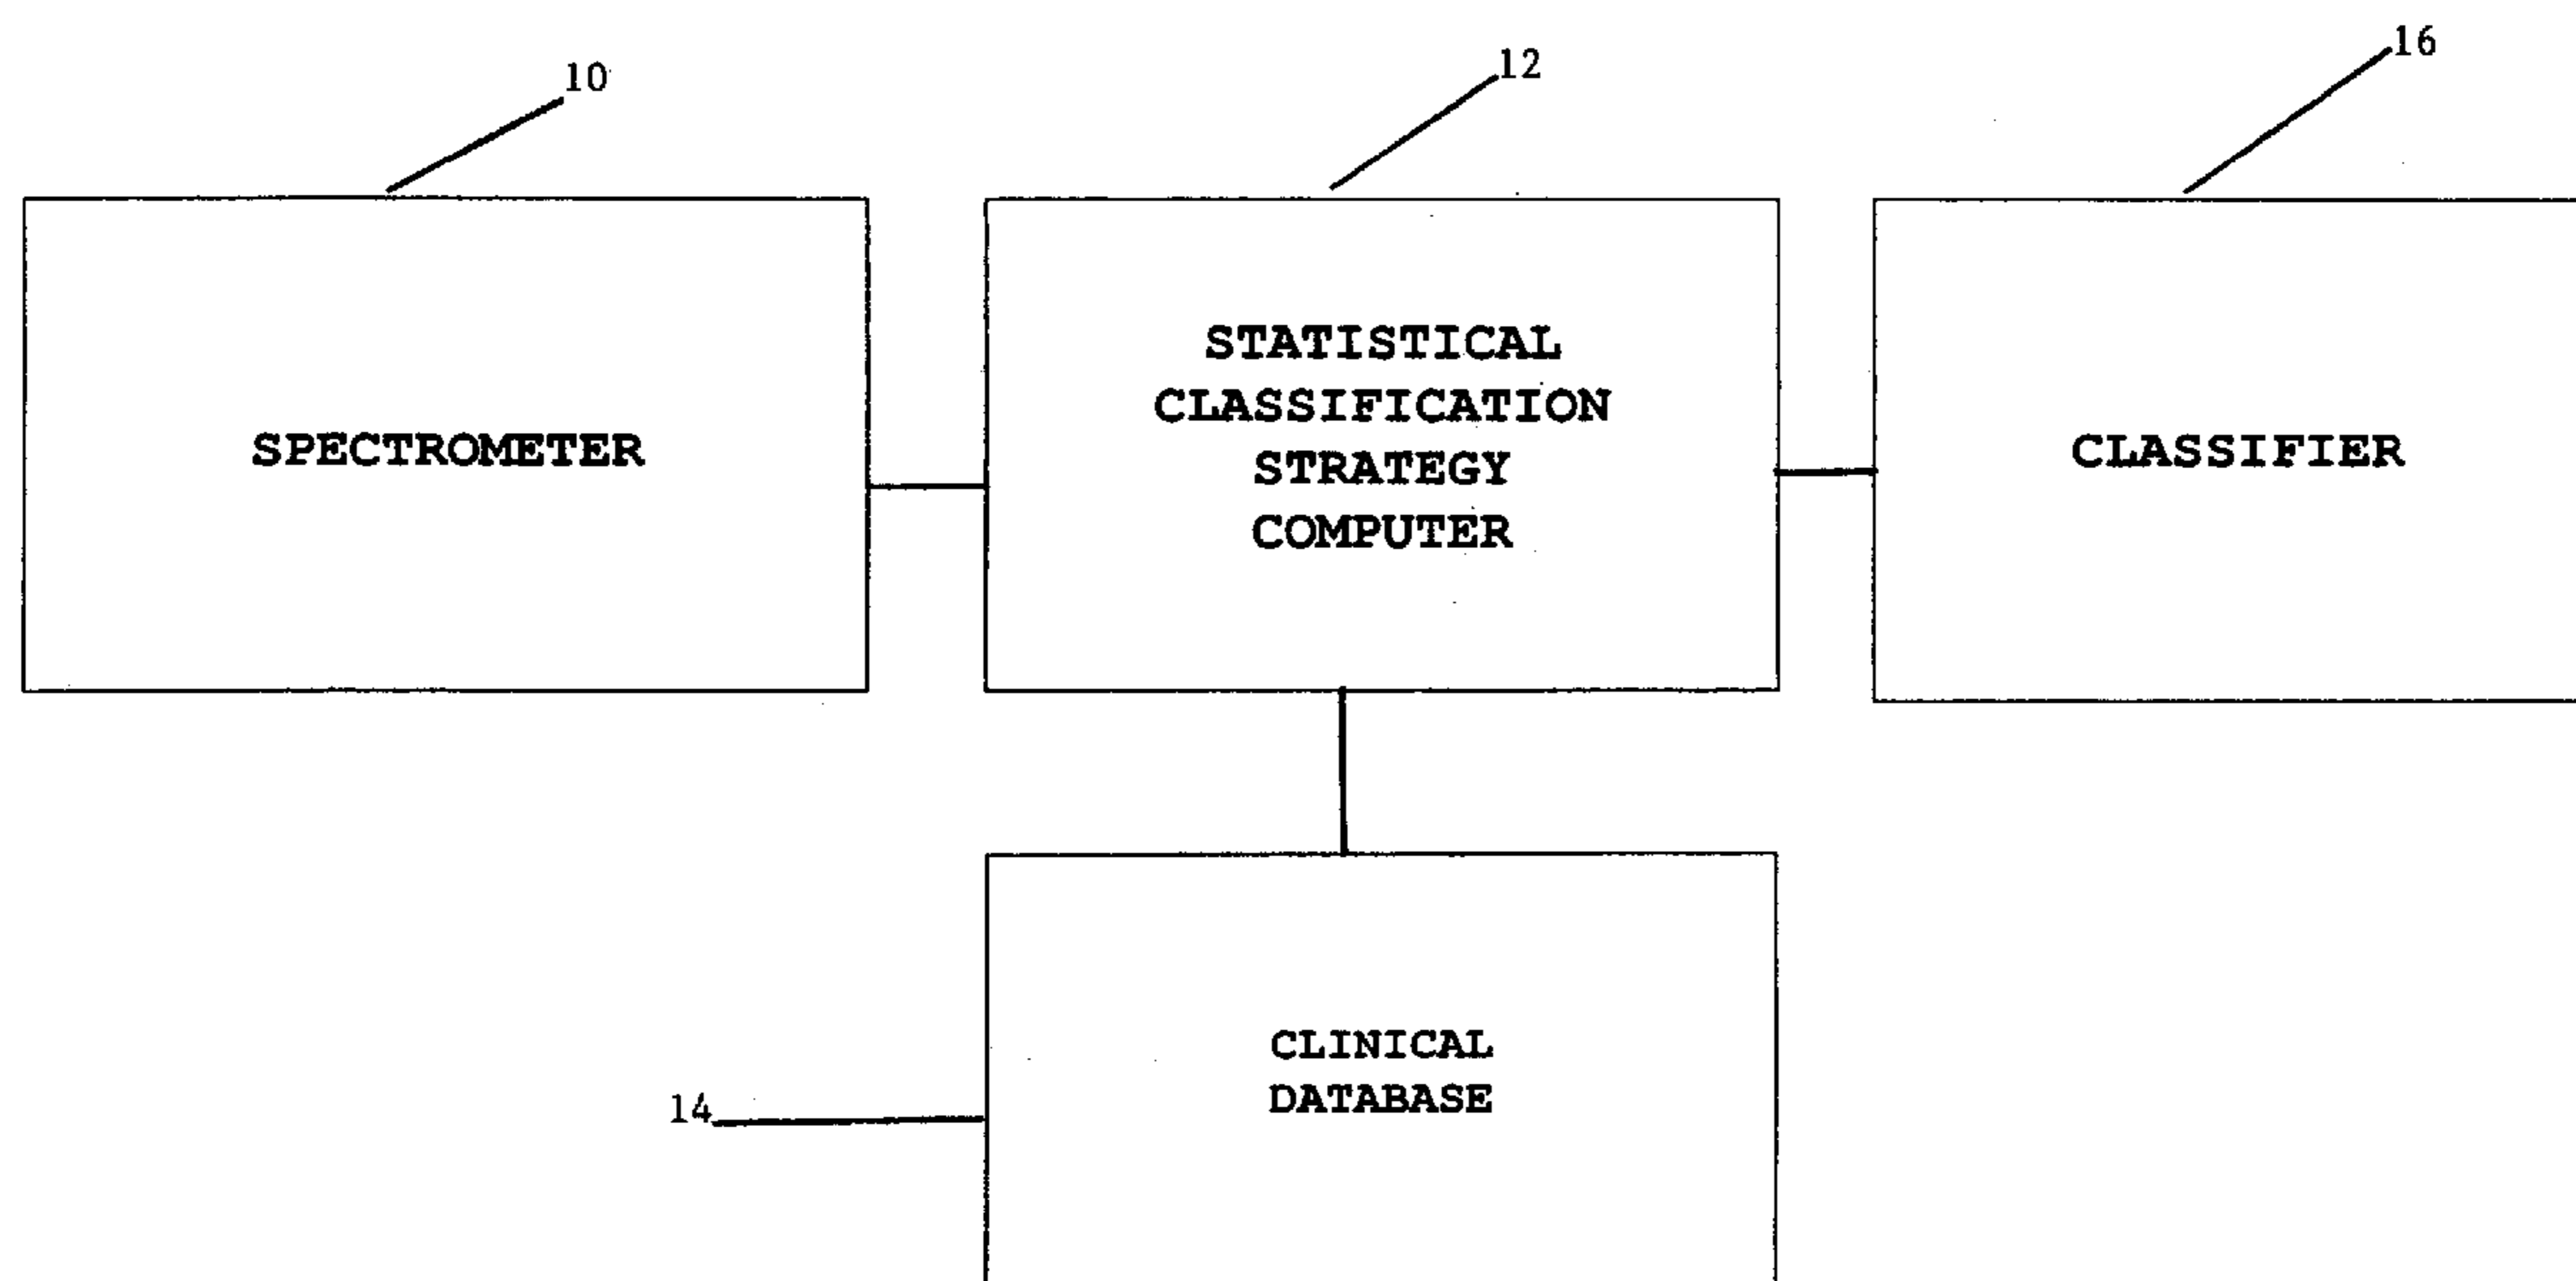 10
12
16
SPECTROMETER
STATISTICAL
CLASSIFICATION
STRATEGY
COMPUTER
CLASSIFIER
CLINICAL
DATABASE
14